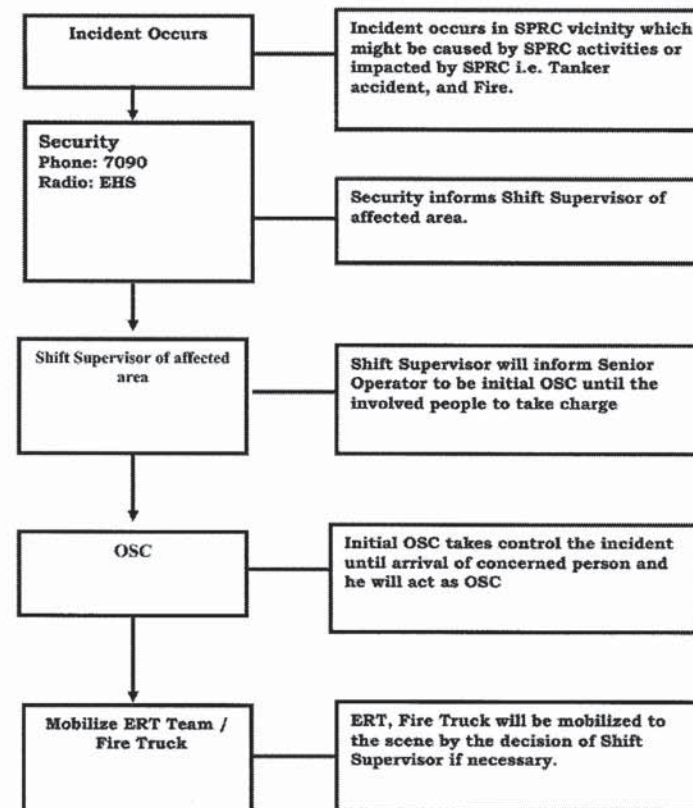 Incident Occurs
Incident occurs in SPRC vicinity which
might be caused by SPRC activities or
impacted by SPRC i.e. Tanker
accident, and Fire.
Security
Phone: 7090
Radio: EHS
Security informs Shift Supervisor of
affected area.
Shift Supervisor of affected
area
Shift Supervisor will inform Senior
Operator to be initial OSC until the
involved people to take charge
OSC
Initial OSC takes control the incident
until arrival of concerned person and
he will act as OSC
Mobilize ERT Team /
Fire Truck
ERT, Fire Truck will be mobilized to
the scene by the decision of Shift
Supervisor if necessary.